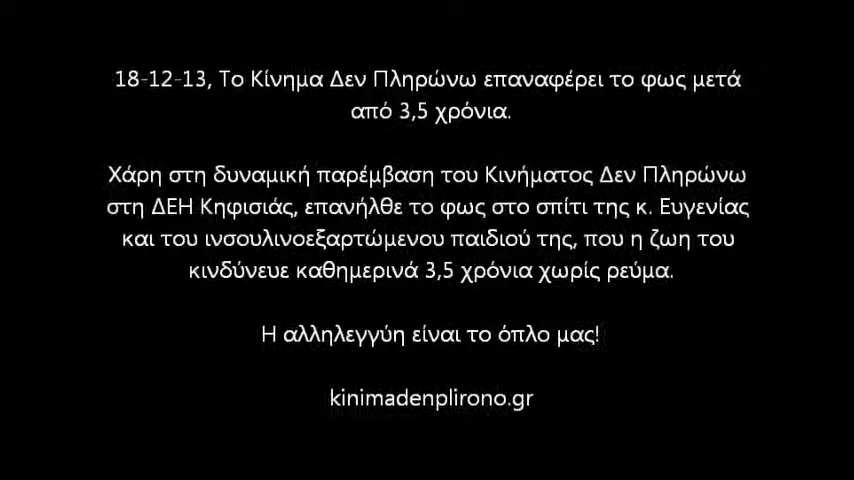 18-12-13, Το Κίνημα Δεν Πληρώνω επαναφέρει το φως μετά
από 3,5 χρόνια.
Χάρη στη δυναμική παρέμβαση του Κινήματος Δεν Πληρώνω
στη ΔΕΗ Κηφισιάς, επανήλθε το φως στο σπίτι της κ. Ευγενίας
και του ινσουλινοεξαρτώμενου παιδιού της, που η ζωη του
κινδύνευε καθημερινά 3,5 χρόνια χωρίς ρεύμα.
Η αλληλεγγύη είναι το όπλο μας!
kinimadenplirono.gr